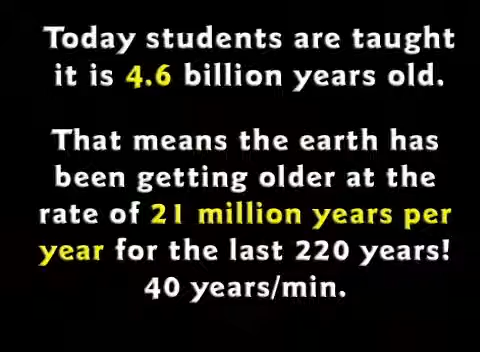 Today students are taught
it is 4.6 billion years old.
That means the earth has
been getting older at the
rate of 21 million years per
year for the last 220 years!
40 years/min.